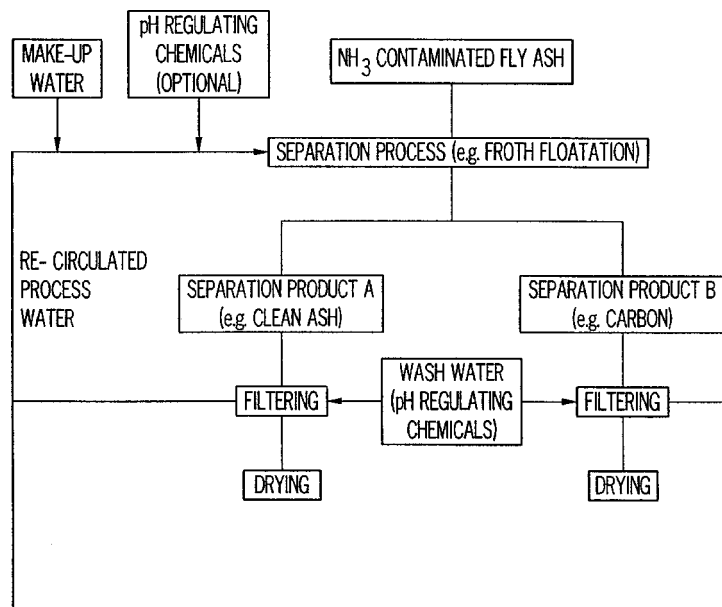 MAKE-UP
WATER
pH REGULATING
CHEMICALS
(OPTIONAL)
NH3 CONTAMINATED FLY ASH
SEPARATION PROCESS (e.g. FROTH FLOATATION)
RE- CIRCULATED
PROCESS
WATER
SEPARATION PRODUCT A
(e.g. CLEAN ASH)
SEPARATION PRODUCT B
(e.g. CARBON)
FILTERING
WASH WATER
(pH REGULATING
CHEMICALS)
FILTERING
DRYING
DRYING